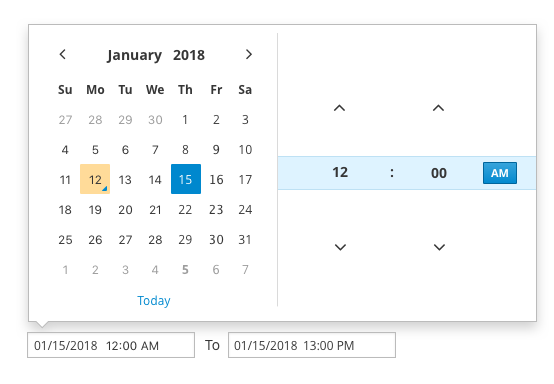 January 2018
Su Mo Tu We Th Fr Sa
27 28 29 30 1 2 3
4 5 6 7 8 9 10
11 12 13 14 15 16 17
18 19 20 21 22 23 24
25 26 27 28 29 30 31
1 2 3 4 5 6 7
Today
12 : 00 AM
01/15/2018 12:00 AM To 01/15/2018 13:00 PM